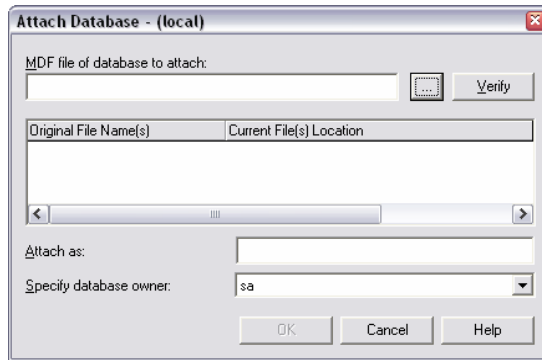 Attach Database - (local)
MDF file of database to attach:
... Verify
Original File Name(s) Current File(s) Location
Attach as:
Specify database owner: sa
OK Cancel Help